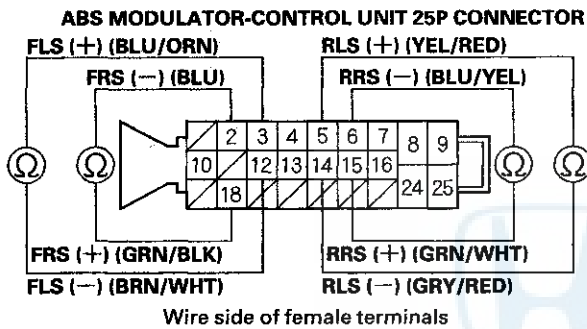 ABS MODULATOR-CONTROL UNIT 25P CONNECTOR
FLS (+) (BLU/ORN) RLS (+) (YEL/RED)
FRS (−) (BLU) RRS (−) (BLU/YEL)
2 3 4 5 6 7 8 9
10 12 13 14 15 16
18 24 25
Ω Ω Ω Ω
FRS (+) (GRN/BLK) RRS (+) (GRN/WHT)
FLS (−) (BRN/WHT) RLS (−) (GRY/RED)
Wire side of female terminals